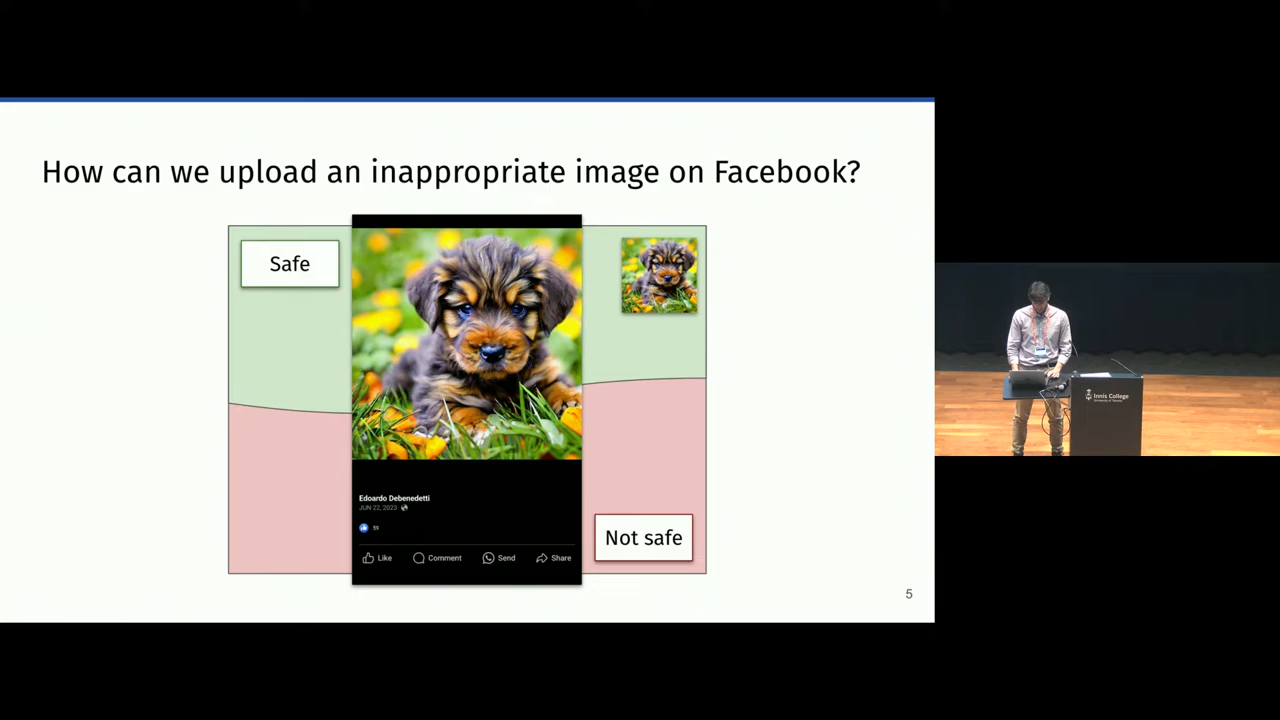 How can we upload an inappropriate image on Facebook?
Safe
Edoardo Debenedetti
JUN 22, 2023
59
Like
Comment
Send
Share
Not safe
5
Innis College